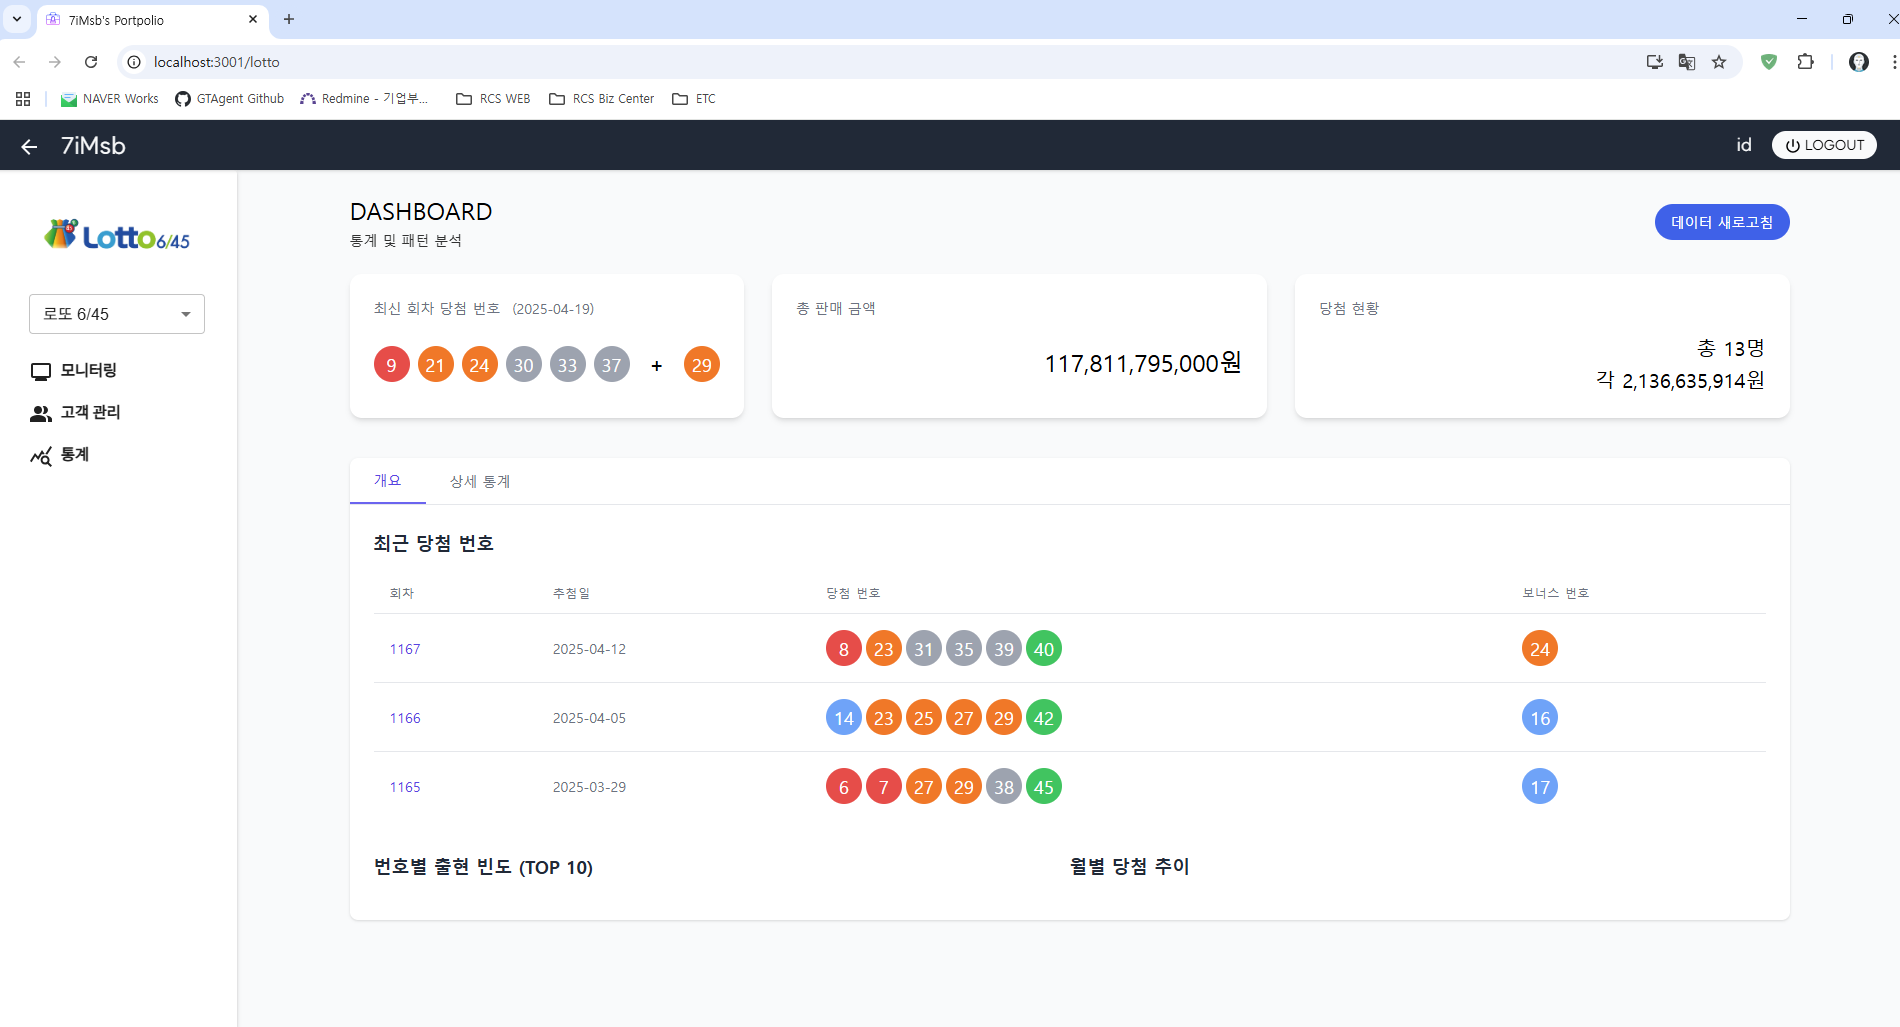 7iMsb's Portpolio
localhost:3001/lotto
NAVER Works
GTAgent Github
Redmine - 기업부...
RCS WEB
RCS Biz Center
ETC
7iMsb
id
LOGOUT
Lotto6/45
로또 6/45
모니터링
고객 관리
통계
DASHBOARD
통계 및 패턴 분석
데이터 새로고침
최신 회차 당첨 번호 (2025-04-19)
9 21 24 30 33 37 + 29
총 판매 금액
117,811,795,000원
당첨 현황
총 13명
각 2,136,635,914원
개요
상세 통계
최근 당첨 번호
회차 추첨일 당첨 번호 보너스 번호
1167 2025-04-12 8 23 31 35 39 40 24
1166 2025-04-05 14 23 25 27 29 42 16
1165 2025-03-29 6 7 27 29 38 45 17
번호별 출현 빈도 (TOP 10)
월별 당첨 추이